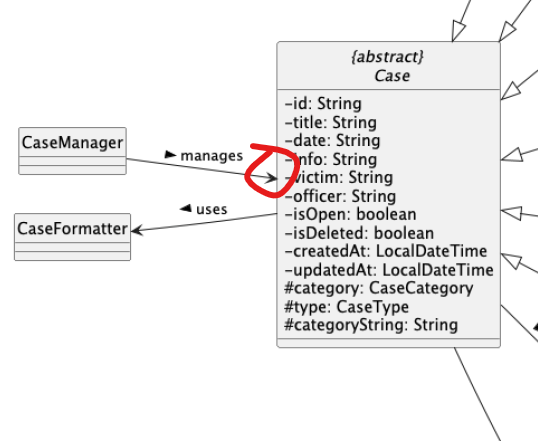 {abstract}
Case
-id: String
-title: String
-date: String
-info: String
-victim: String
-officer: String
-isOpen: boolean
-isDeleted: boolean
-createdAt: LocalDateTime
-updatedAt: LocalDateTime
#category: CaseCategory
#type: CaseType
#categoryString: String
CaseManager
manages
CaseFormatter
uses